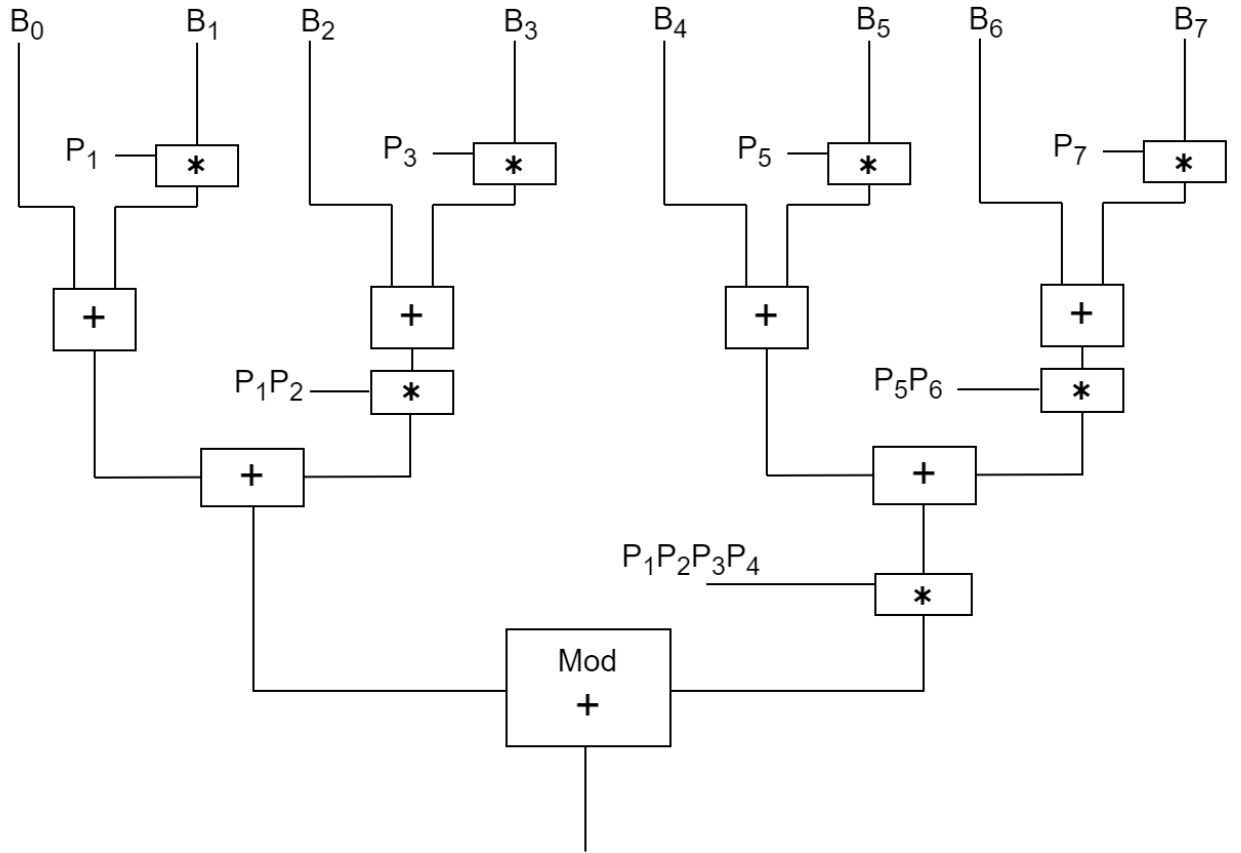 B₀ B₁ B₂ B₃ B₄ B₅ B₆ B₇
P₁ * P₃ * P₅ * P₇ *
+ + + +
P₁P₂ * P₅P₆ *
+ +
P₁P₂P₃P₄
*
Mod
+